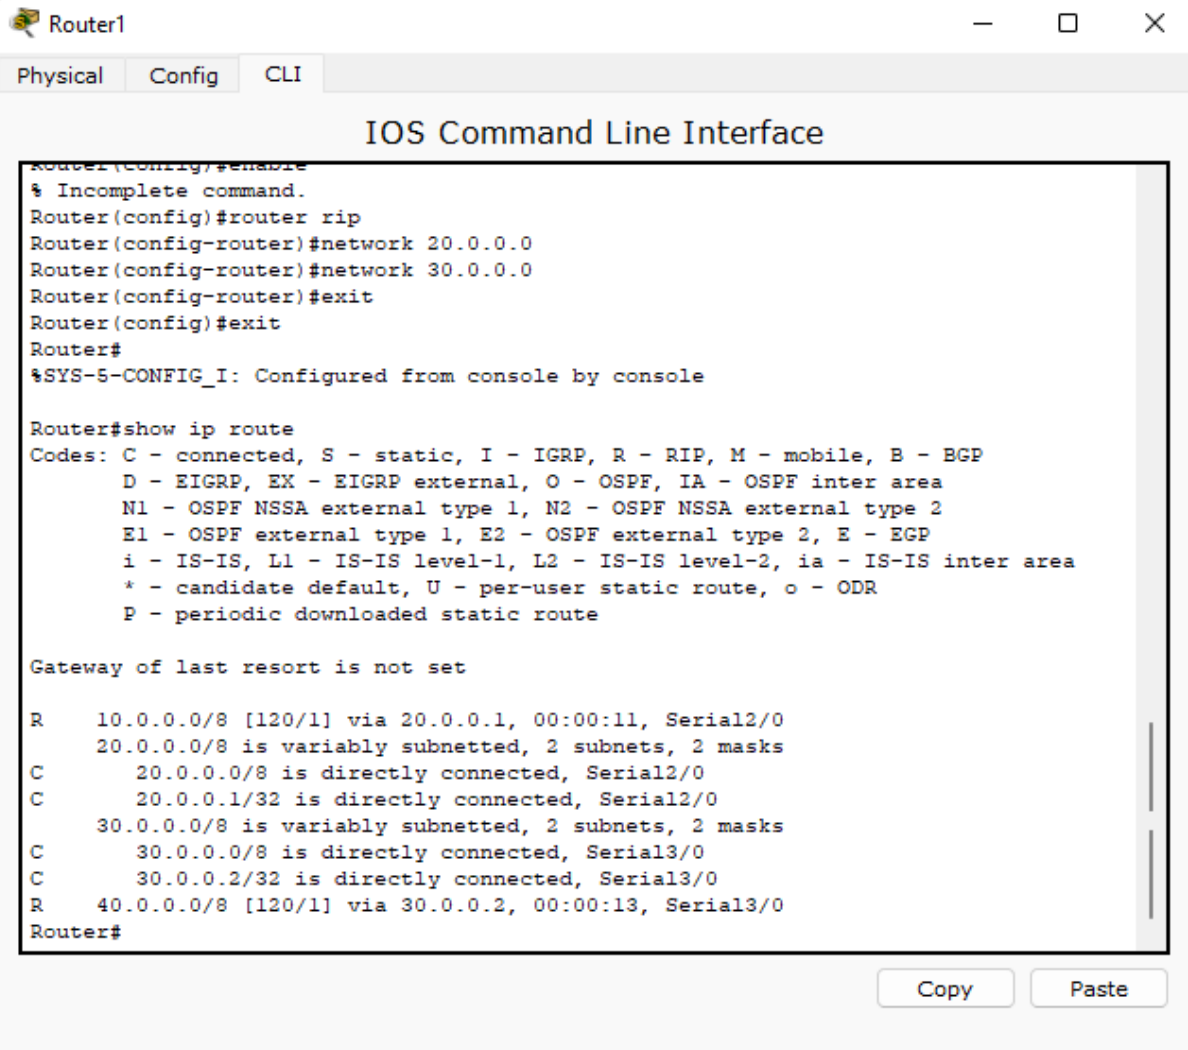 Router1
Physical Config CLI
IOS Command Line Interface
Router(config)#enable
% Incomplete command.
Router(config)#router rip
Router(config-router)#network 20.0.0.0
Router(config-router)#network 30.0.0.0
Router(config-router)#exit
Router(config)#exit
Router#
%SYS-5-CONFIG_I: Configured from console by console
Router#show ip route
Codes: C - connected, S - static, I - IGRP, R - RIP, M - mobile, B - BGP
D - EIGRP, EX - EIGRP external, O - OSPF, IA - OSPF inter area
N1 - OSPF NSSA external type 1, N2 - OSPF NSSA external type 2
E1 - OSPF external type 1, E2 - OSPF external type 2, E - EGP
i - IS-IS, L1 - IS-IS level-1, L2 - IS-IS level-2, ia - IS-IS inter area
* - candidate default, U - per-user static route, o - ODR
P - periodic downloaded static route
Gateway of last resort is not set
R 10.0.0.0/8 [120/1] via 20.0.0.1, 00:00:11, Serial2/0
20.0.0.0/8 is variably subnetted, 2 subnets, 2 masks
C 20.0.0.0/8 is directly connected, Serial2/0
C 20.0.0.1/32 is directly connected, Serial2/0
30.0.0.0/8 is variably subnetted, 2 subnets, 2 masks
C 30.0.0.0/8 is directly connected, Serial3/0
C 30.0.0.2/32 is directly connected, Serial3/0
R 40.0.0.0/8 [120/1] via 30.0.0.2, 00:00:13, Serial3/0
Router#
Copy Paste